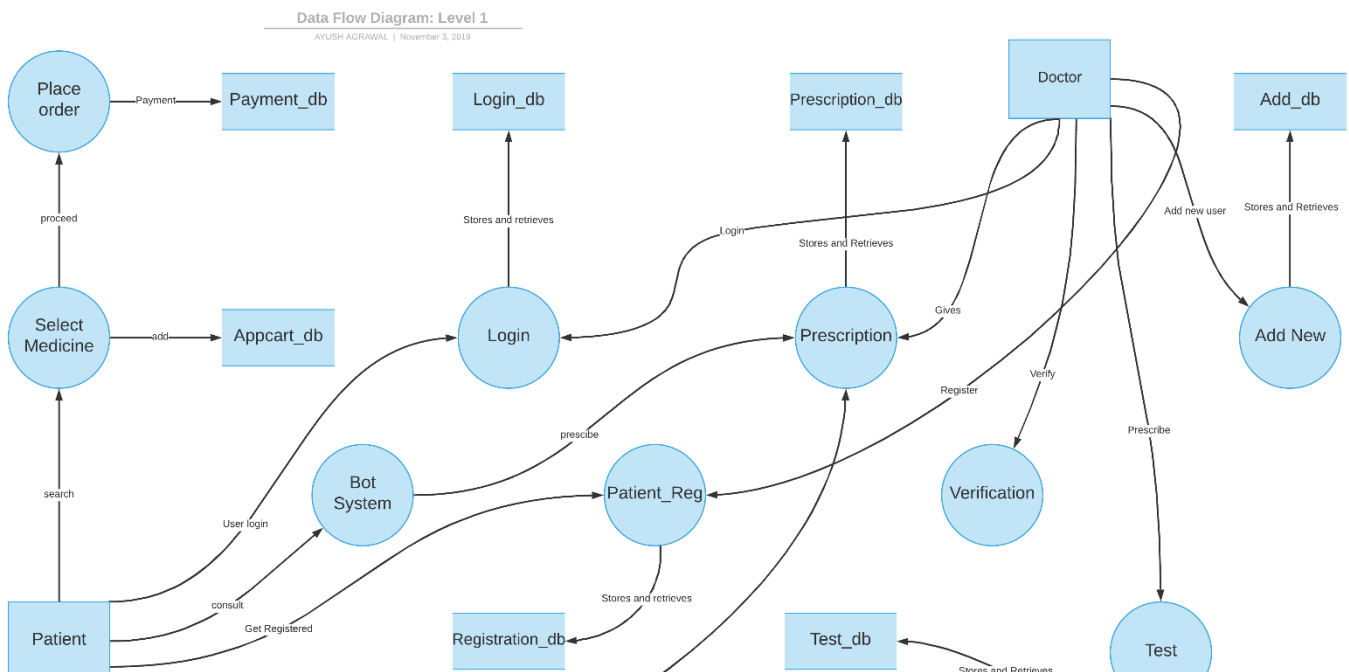 Data Flow Diagram: Level 1
AYUSH AGRAWAL | November 3, 2019
Place
order
Payment
Payment_db
Login_db
Prescription_db
Doctor
Add_db
proceed
Stores and retrieves
Login
Stores and Retrieves
Add new user
Stores and Retrieves
Select
Medicine
add
Appcart_db
Login
Prescription
Gives
Add New
Verify
Register
Prescribe
prescibe
search
Bot
System
Patient_Reg
Verification
User login
consult
Get Registered
Stores and retrieves
Patient
Registration_db
Test_db
Test
Stores and Retrieves